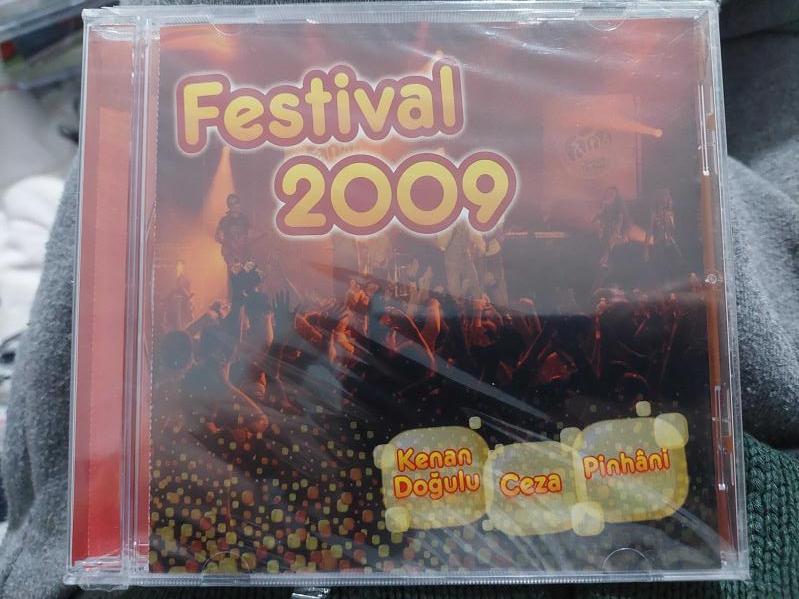 Festival
2009
Kenan
Doğulu
Ceza
Pinhâni